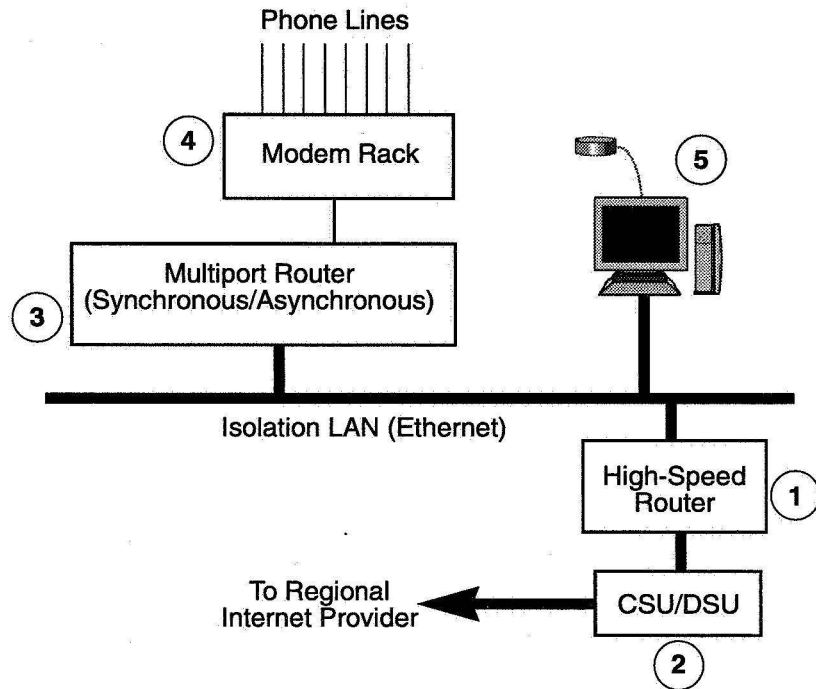 Phone Lines
4
Modem Rack
5
Multiport Router
(Synchronous/Asynchronous)
3
Isolation LAN (Ethernet)
High-Speed
Router
1
To Regional
Internet Provider
CSU/DSU
2